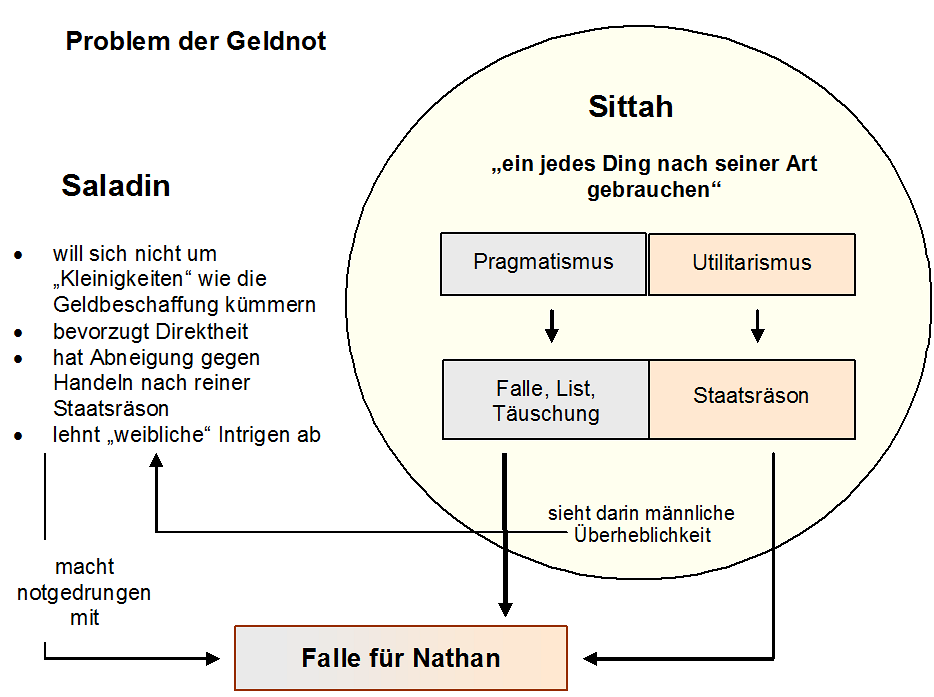 Problem der Geldnot
Saladin
• will sich nicht um
„Kleinigkeiten“ wie die
Geldbeschaffung kümmern
• bevorzugt Direktheit
• hat Abneigung gegen
Handeln nach reiner
Staatsräson
• lehnt „weibliche“ Intrigen ab
Sittah
„ein jedes Ding nach seiner Art
gebrauchen“
Pragmatismus
Utilitarismus
Falle, List,
Täuschung
Staatsräson
sieht darin männliche
Überheblichkeit
macht
notgedrungen
mit
Falle für Nathan